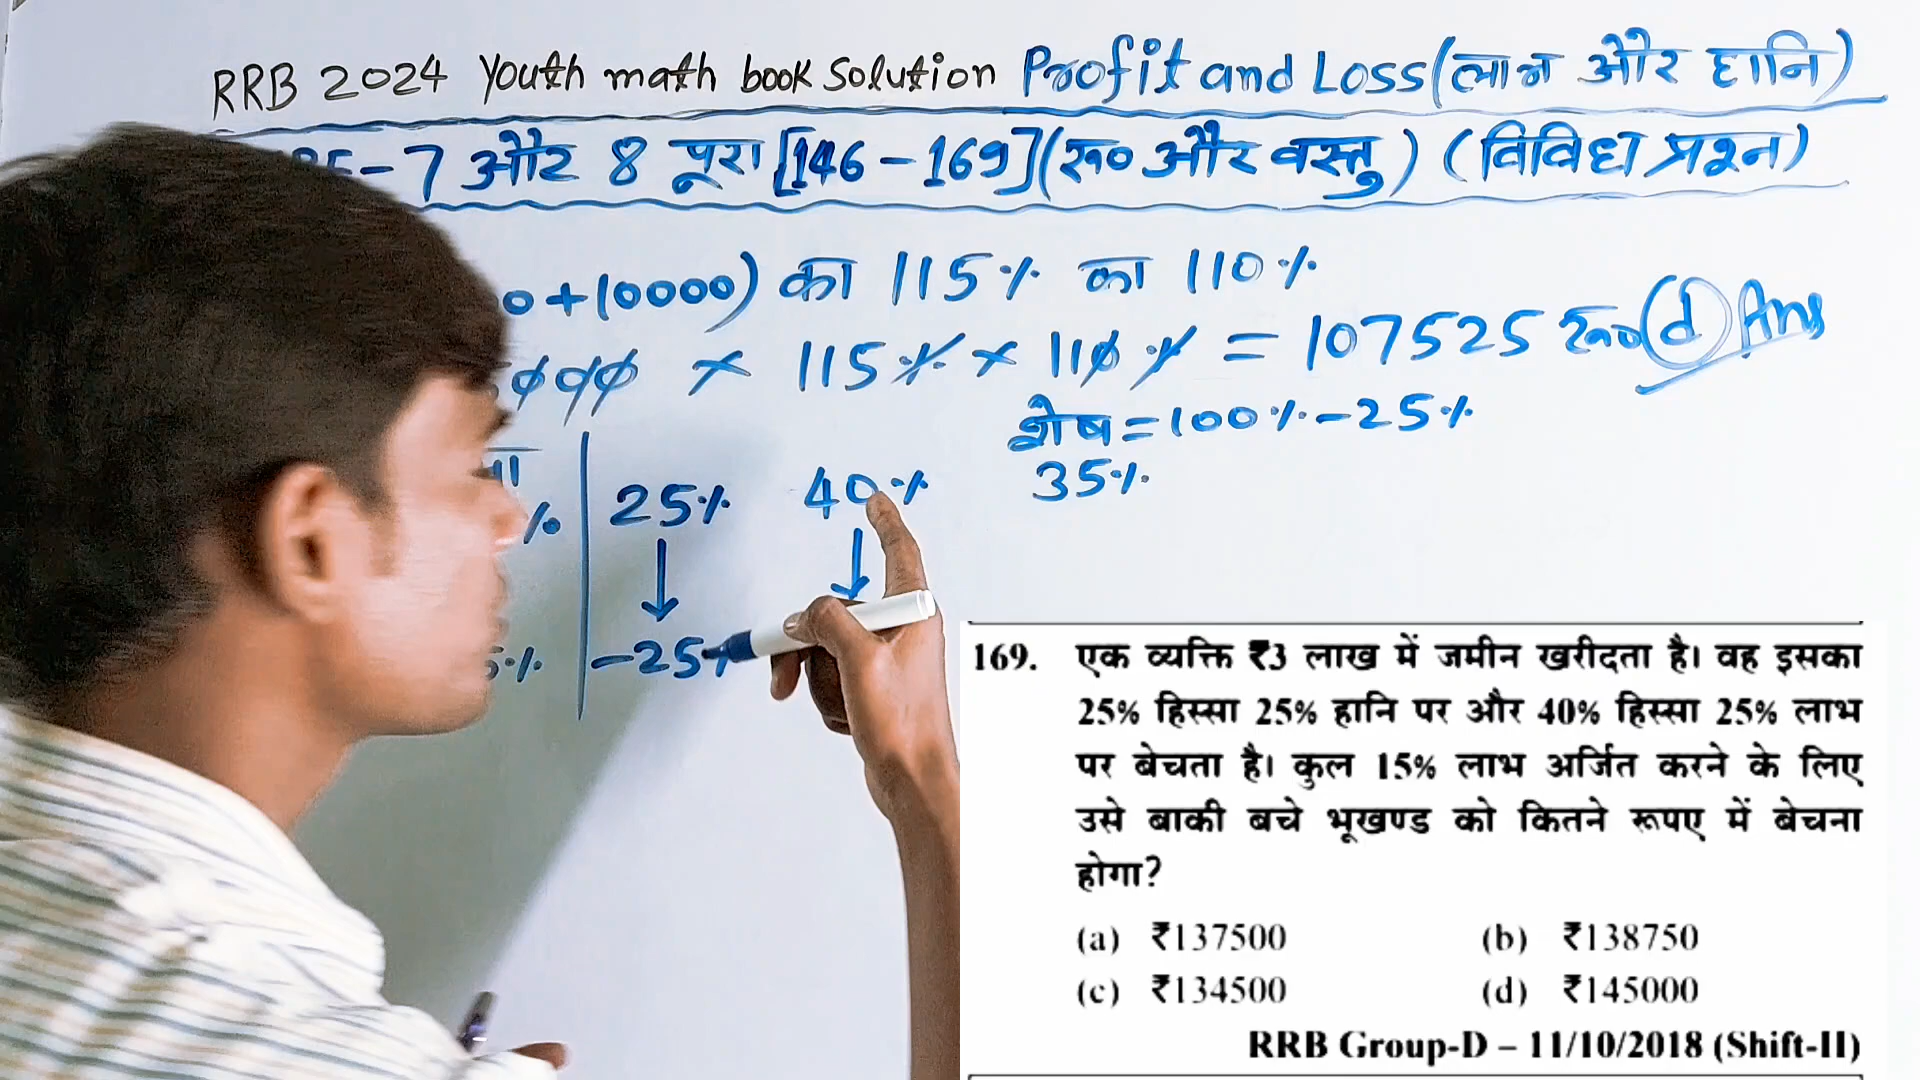 RRB 2024 Youth math book Solution Profit and Loss (लाभ और हानि)
-7 और 8 पूरा [146-169] (रू० और वस्तु) (विविध प्रश्न)
0+10000) का 115% का 110%
115% × 110% = 107525 रू० (d) Ans
शेष = 100% - 25%
35%
25% 40%
% 
5% -25%
169. एक व्यक्ति ₹3 लाख में जमीन खरीदता है। वह इसका
25% हिस्सा 25% हानि पर और 40% हिस्सा 25% लाभ
पर बेचता है। कुल 15% लाभ अर्जित करने के लिए
उसे बाकी बचे भूखण्ड को कितने रूपए में बेचना
होगा?
(a) ₹137500 (b) ₹138750
(c) ₹134500 (d) ₹145000
RRB Group-D – 11/10/2018 (Shift-II)